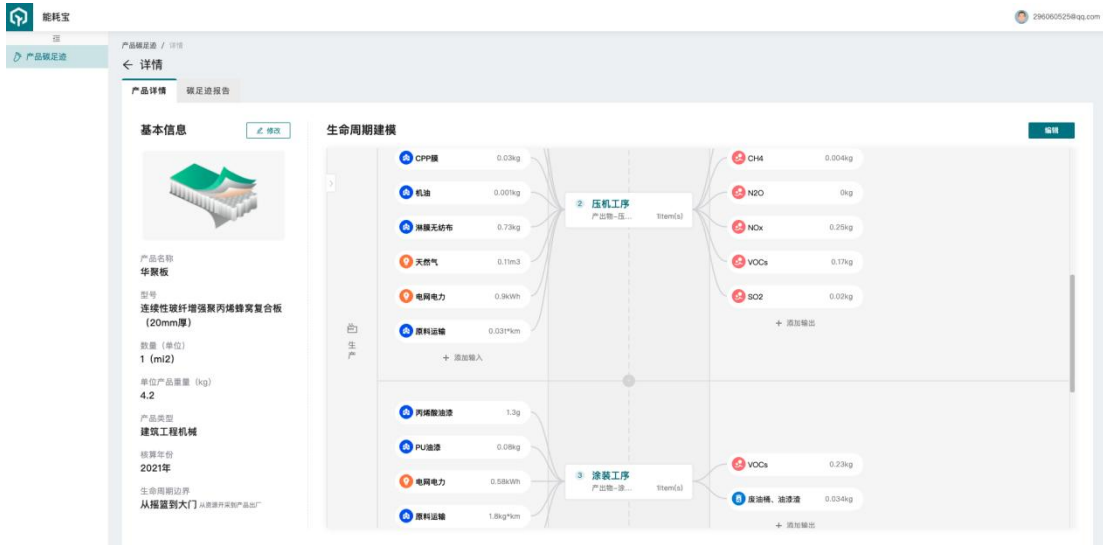 能耗宝
296060525@qq.com
产品碳足迹
产品碳足迹 / 详情
← 详情
产品详情
碳足迹报告
基本信息
修改
产品名称
华聚板
型号
连续性玻纤增强聚丙烯蜂窝复合板
（20mm厚）
数量（单位）
1（mi2）
单位产品重量（kg）
4.2
产品类型
建筑工程机械
核算年份
2021年
生命周期边界
从摇篮到大门 从资源开采到产品出厂
生命周期建模
编辑
生产
CPP膜 0.03kg
机油 0.001kg
淋膜无纺布 0.73kg
天然气 0.11m3
电网电力 0.9kWh
原料运输 0.031*km
+ 添加输入
2 压机工序
产出物-压... 1item(s)
CH4 0.004kg
N2O 0kg
NOx 0.25kg
VOCs 0.17kg
SO2 0.02kg
+ 添加输出
丙烯酸油漆 1.3g
PU油漆 0.08kg
电网电力 0.58kWh
原料运输 1.8kg*km
3 涂装工序
产出物-涂... 1item(s)
VOCs 0.23kg
废油桶、油漆渣 0.034kg
+ 添加输出